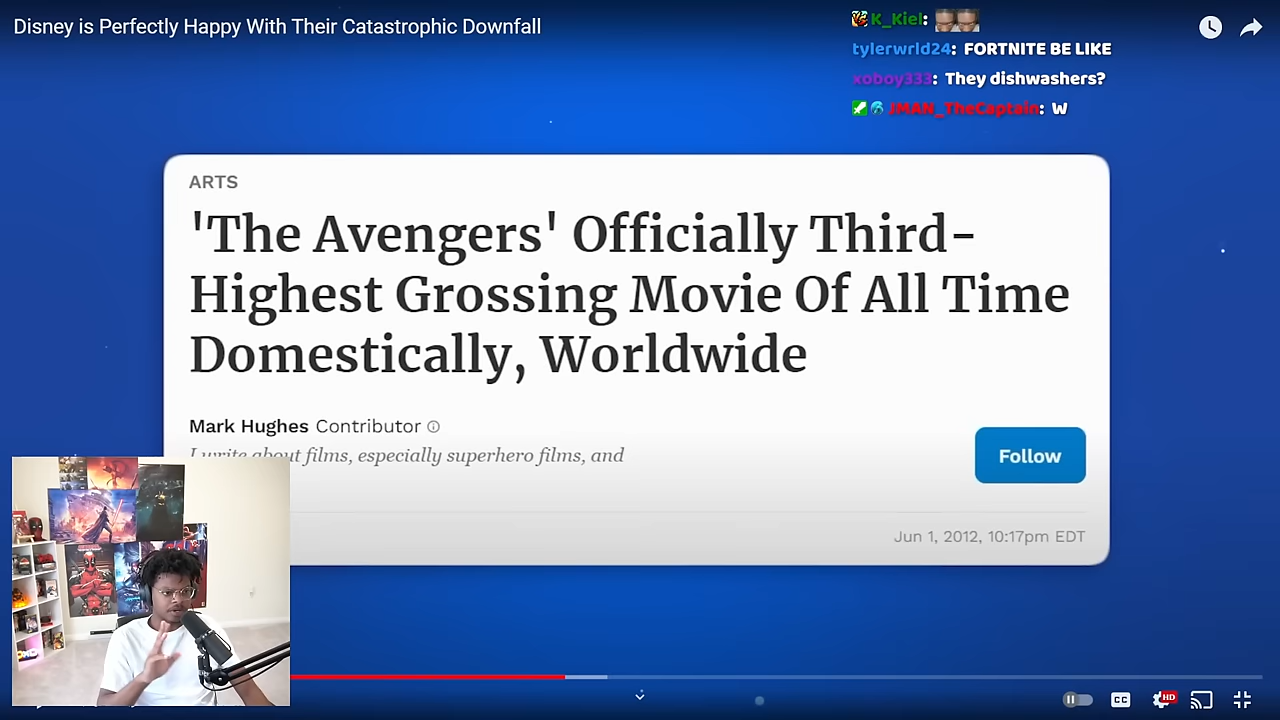 Disney is Perfectly Happy With Their Catastrophic Downfall
K_Kiel:
tylerwrld24: FORTNITE BE LIKE
xoboy333: They dishwashers?
JMAN_TheCaptain: W
ARTS
'The Avengers' Officially Third-
Highest Grossing Movie Of All Time
Domestically, Worldwide
Mark Hughes Contributor
I write about films, especially superhero films, and
Follow
Jun 1, 2012, 10:17pm EDT
CC
HD